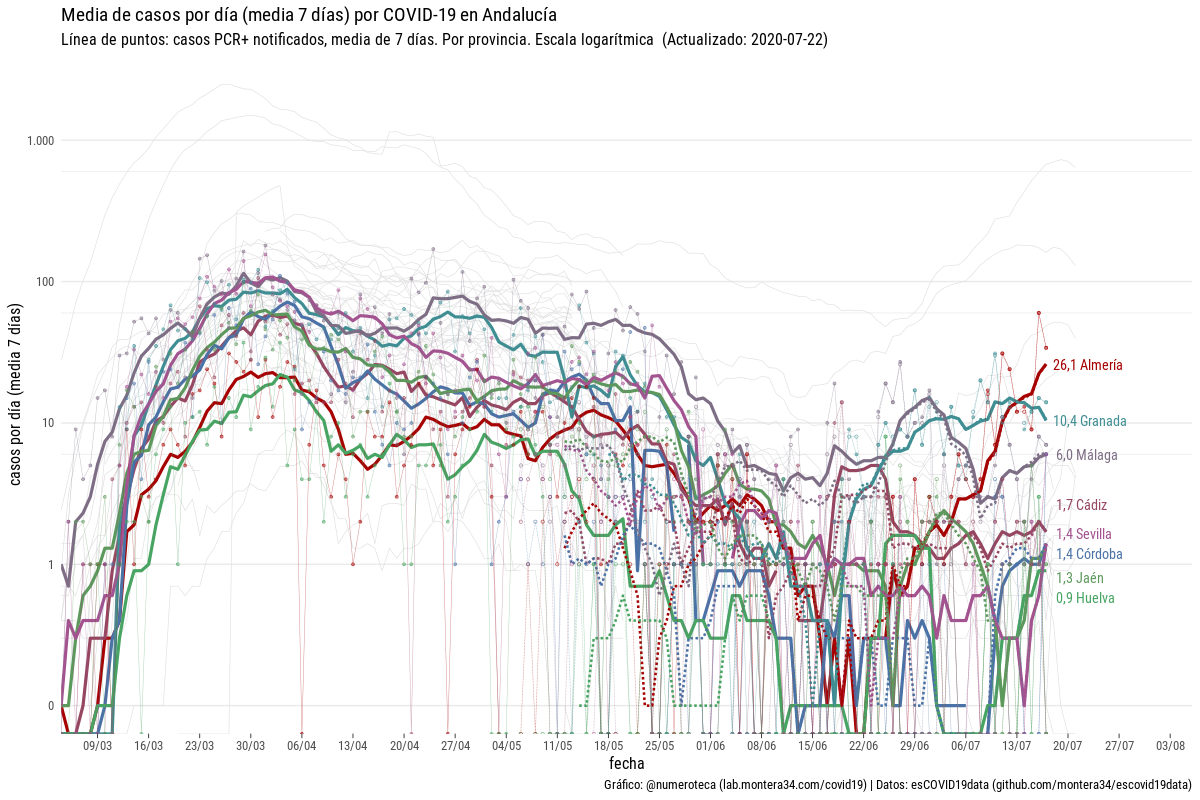 Media de casos por día (media 7 días) por COVID-19 en Andalucía
Línea de puntos: casos PCR+ notificados, media de 7 días. Por provincia. Escala logarítmica (Actualizado: 2020-07-22)
casos por día (media 7 días)
1.000
100
10
1
0
26,1 Almería
10,4 Granada
6,0 Málaga
1,7 Cádiz
1,4 Sevilla
1,4 Córdoba
1,3 Jaén
0,9 Huelva
09/03 16/03 23/03 30/03 06/04 13/04 20/04 27/04 04/05 11/05 18/05 25/05 01/06 08/06 15/06 22/06 29/06 06/07 13/07 20/07 27/07 03/08
fecha
Gráfico: @numeroteca (lab.montera34.com/covid19) | Datos: esCOVID19data (github.com/montera34/escovid19data)